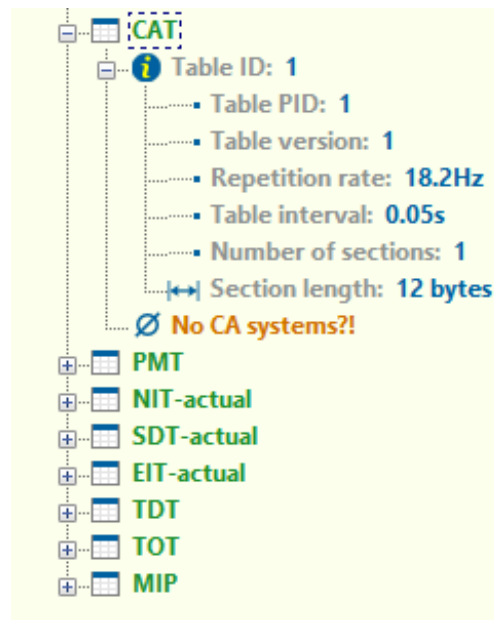 CAT
Table ID: 1
Table PID: 1
Table version: 1
Repetition rate: 18.2Hz
Table interval: 0.05s
Number of sections: 1
Section length: 12 bytes
No CA systems?!
PMT
NIT-actual
SDT-actual
EIT-actual
TDT
TOT
MIP